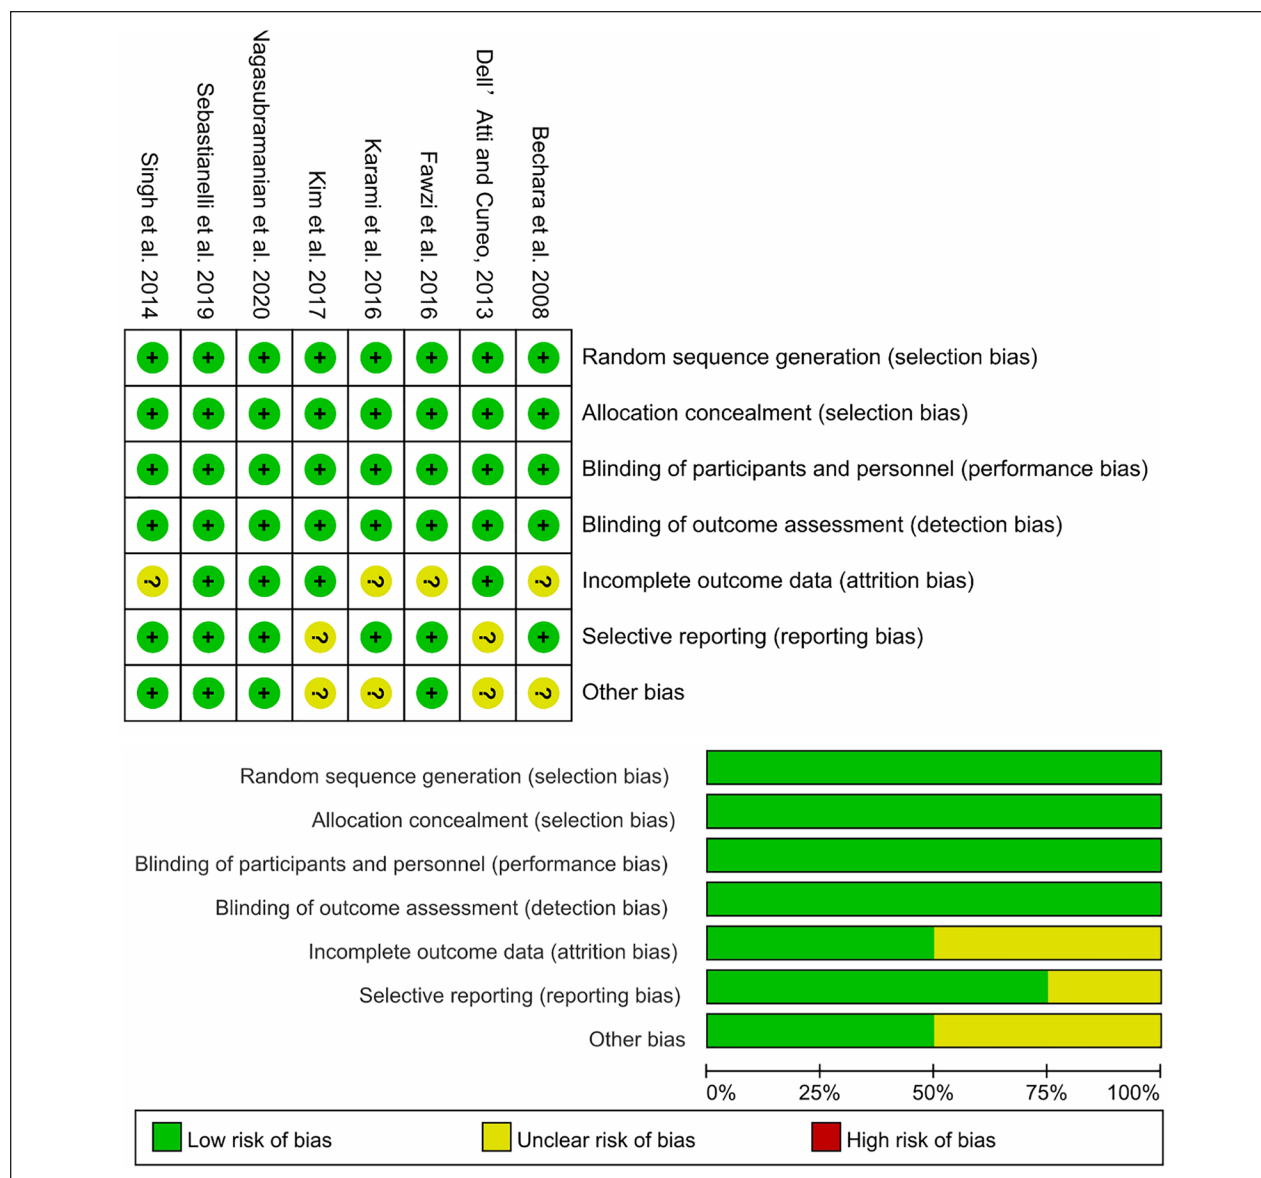 Singh et al. 2014
Sebastianelli et al. 2019
Nagasubramanian et al. 2020
Kim et al. 2017
Karami et al. 2016
Fawzi et al. 2016
Dell’ Atti and Cuneo, 2013
Bechara et al. 2008
+ + + + + + + + Random sequence generation (selection bias)
+ + + + + + + + Allocation concealment (selection bias)
+ + + + + + + + Blinding of participants and personnel (performance bias)
+ + + + + + + + Blinding of outcome assessment (detection bias)
? + + + ? ? + ? Incomplete outcome data (attrition bias)
+ + + ? + + ? + Selective reporting (reporting bias)
+ + + ? ? + ? ? Other bias
Random sequence generation (selection bias)
Allocation concealment (selection bias)
Blinding of participants and personnel (performance bias)
Blinding of outcome assessment (detection bias)
Incomplete outcome data (attrition bias)
Selective reporting (reporting bias)
Other bias
0% 25% 50% 75% 100%
Low risk of bias Unclear risk of bias High risk of bias